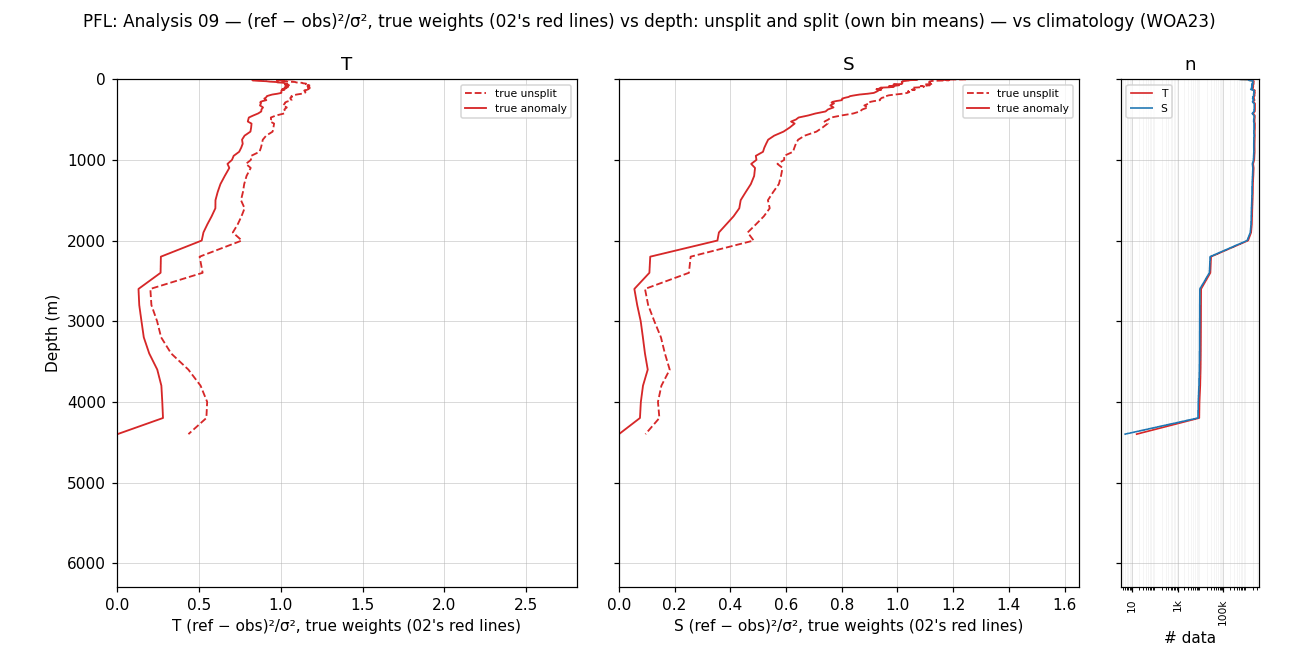 PFL: Analysis 09 — (ref − obs)²/σ², true weights (02's red lines) vs depth: unsplit and split (own bin means) — vs climatology (WOA23)
T
S
n
true unsplit
true anomaly
true unsplit
true anomaly
T
S
0
1000
2000
3000
4000
5000
6000
Depth (m)
0.0 0.5 1.0 1.5 2.0 2.5
0.0 0.2 0.4 0.6 0.8 1.0 1.2 1.4 1.6
10 1k 100k
T (ref − obs)²/σ², true weights (02's red lines)
S (ref − obs)²/σ², true weights (02's red lines)
# data